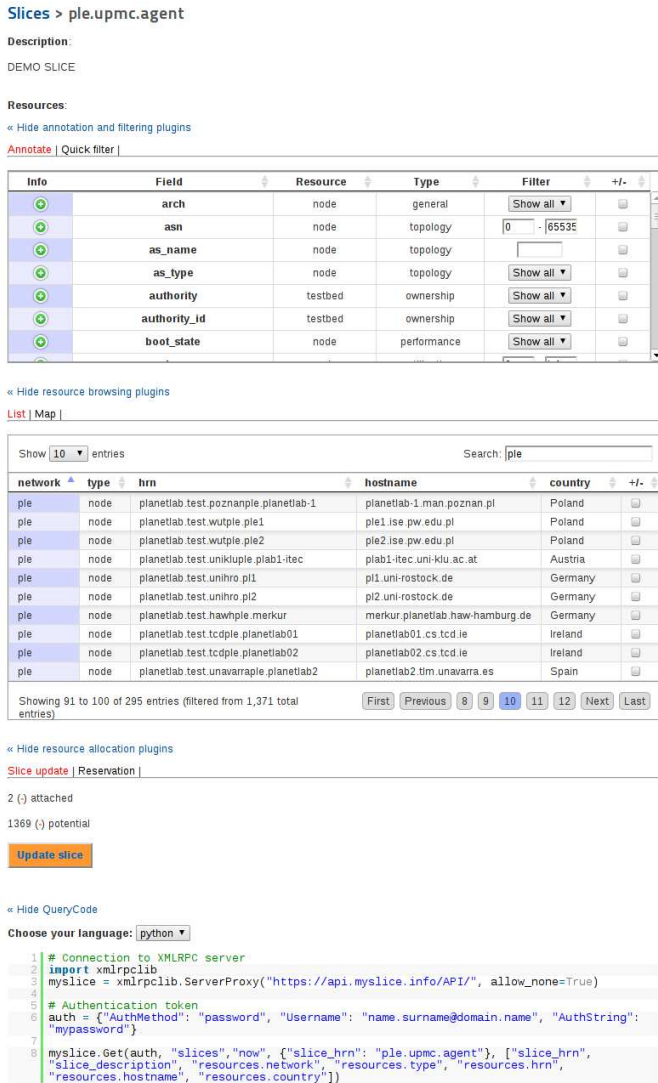 Slices > ple.upmc.agent
Description:
DEMO SLICE
Resources:
« Hide annotation and filtering plugins
Annotate | Quick filter |
Info Field Resource Type Filter +/-
arch node general Show all
asn node topology 0 - 65535
as_name node topology
as_type node topology Show all
authority testbed ownership Show all
authority_id testbed ownership Show all
boot_state node performance Show all
« Hide resource browsing plugins
List | Map |
Show 10 entries Search: ple
network type hrn hostname country +/-
ple node planetlab.test.poznanple.planetlab-1 planetlab-1.man.poznan.pl Poland
ple node planetlab.test.wutple.ple1 ple1.ise.pw.edu.pl Poland
ple node planetlab.test.wutple.ple2 ple2.ise.pw.edu.pl Poland
ple node planetlab.test.unikluple.plab1-itec plab1-itec.uni-klu.ac.at Austria
ple node planetlab.test.unihro.pl1 pl1.uni-rostock.de Germany
ple node planetlab.test.unihro.pl2 pl2.uni-rostock.de Germany
ple node planetlab.test.hawhple.merkur merkur.planetlab.haw-hamburg.de Germany
ple node planetlab.test.tcdple.planetlab01 planetlab01.cs.tcd.ie Ireland
ple node planetlab.test.tcdple.planetlab02 planetlab02.cs.tcd.ie Ireland
ple node planetlab.test.unavarraple.planetlab2 planetlab2.tlm.unavarra.es Spain
Showing 91 to 100 of 295 entries (filtered from 1,371 total
entries)
First Previous 8 9 10 11 12 Next Last
« Hide resource allocation plugins
Slice update | Reservation |
2 (-) attached
1369 (-) potential
Update slice
« Hide QueryCode
Choose your language: python
1 # Connection to XMLRPC server
2 import xmlrpclib
3 myslice = xmlrpclib.ServerProxy("https://api.myslice.info/API/", allow_none=True)
4
5 # Authentication token
6 auth = {"AuthMethod": "password", "Username": "name.surname@domain.name", "AuthString":
"mypassword"}
7
8 myslice.Get(auth, "slices","now", {"slice_hrn": "ple.upmc.agent"}, ["slice_hrn",
"slice_description", "resources.network", "resources.type", "resources.hrn",
"resources.hostname", "resources.country"])